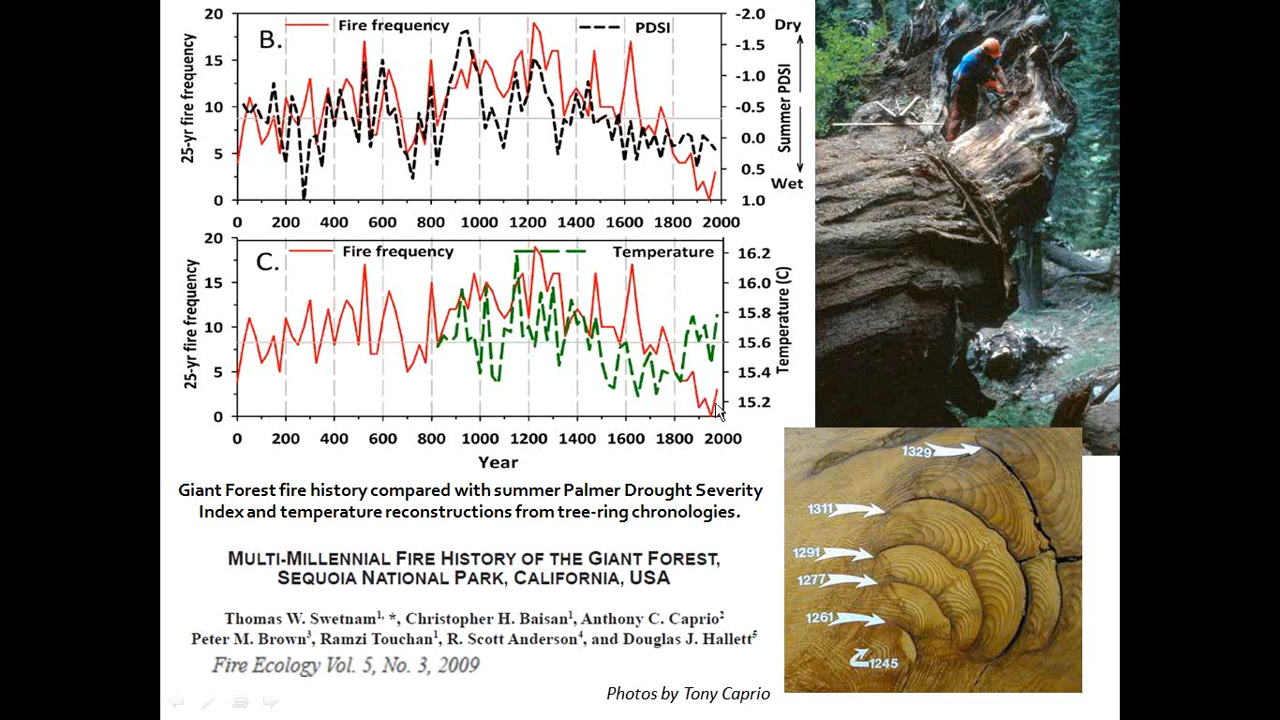 B.
Fire frequency
PDSI
25-yr fire frequency
20
15
10
5
0
Dry
-2.0
-1.5
-1.0
-0.5
0.0
0.5
1.0
Summer PDSI
Wet
0 200 400 600 800 1000 1200 1400 1600 1800 2000
C.
Fire frequency
Temperature
25-yr fire frequency
20
15
10
5
0
16.2
16.0
15.8
15.6
15.4
15.2
Temperature (C)
0 200 400 600 800 1000 1200 1400 1600 1800 2000
Year
Giant Forest fire history compared with summer Palmer Drought Severity
Index and temperature reconstructions from tree-ring chronologies.
MULTI-MILLENNIAL FIRE HISTORY OF THE GIANT FOREST,
SEQUOIA NATIONAL PARK, CALIFORNIA, USA
Thomas W. Swetnam1, *, Christopher H. Baisan1, Anthony C. Caprio2
Peter M. Brown3, Ramzi Touchan1, R. Scott Anderson4, and Douglas J. Hallett5
Fire Ecology Vol. 5, No. 3, 2009
Photos by Tony Caprio
1329
1311
1291
1277
1261
1245